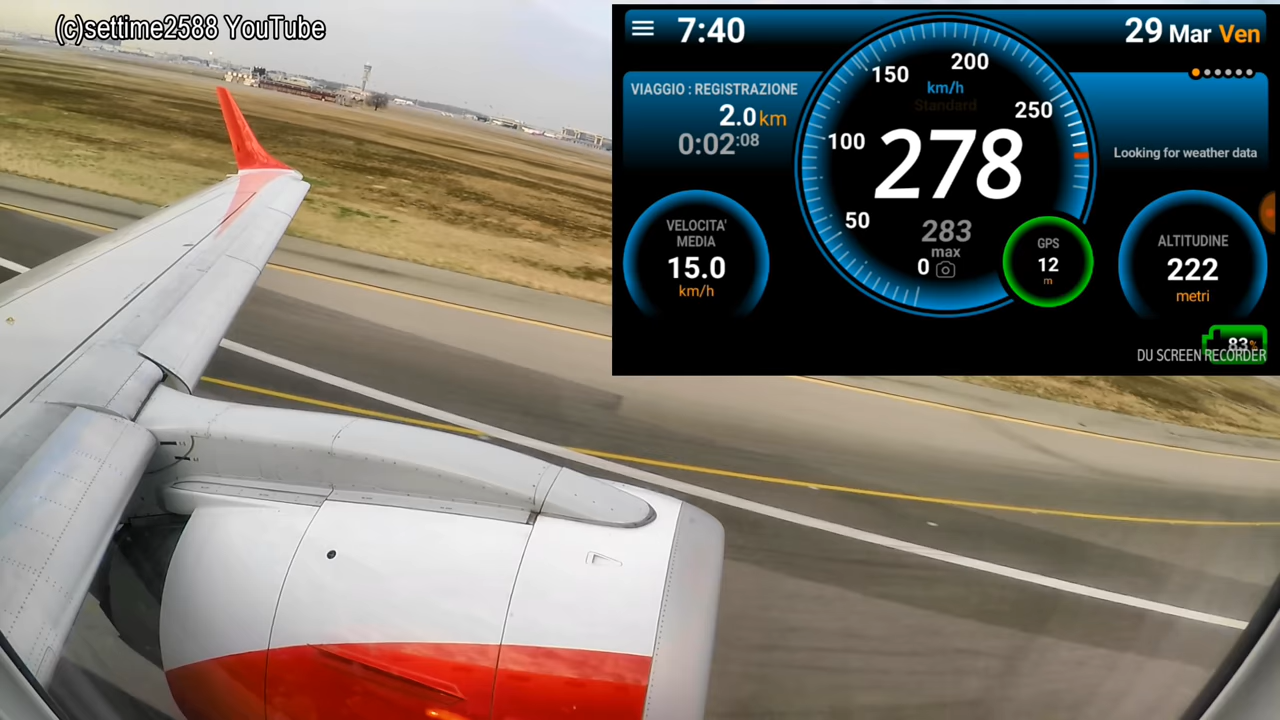 (c)settime2588 YouTube
7:40
29 Mar Ven
VIAGGIO : REGISTRAZIONE
2.0 km
0:02:08
50
100
150
200
250
km/h
Standard
278
283
max
0
Looking for weather data
VELOCITA'
MEDIA
15.0
km/h
GPS
12
m
ALTITUDINE
222
metri
83%
DU SCREEN RECORDER